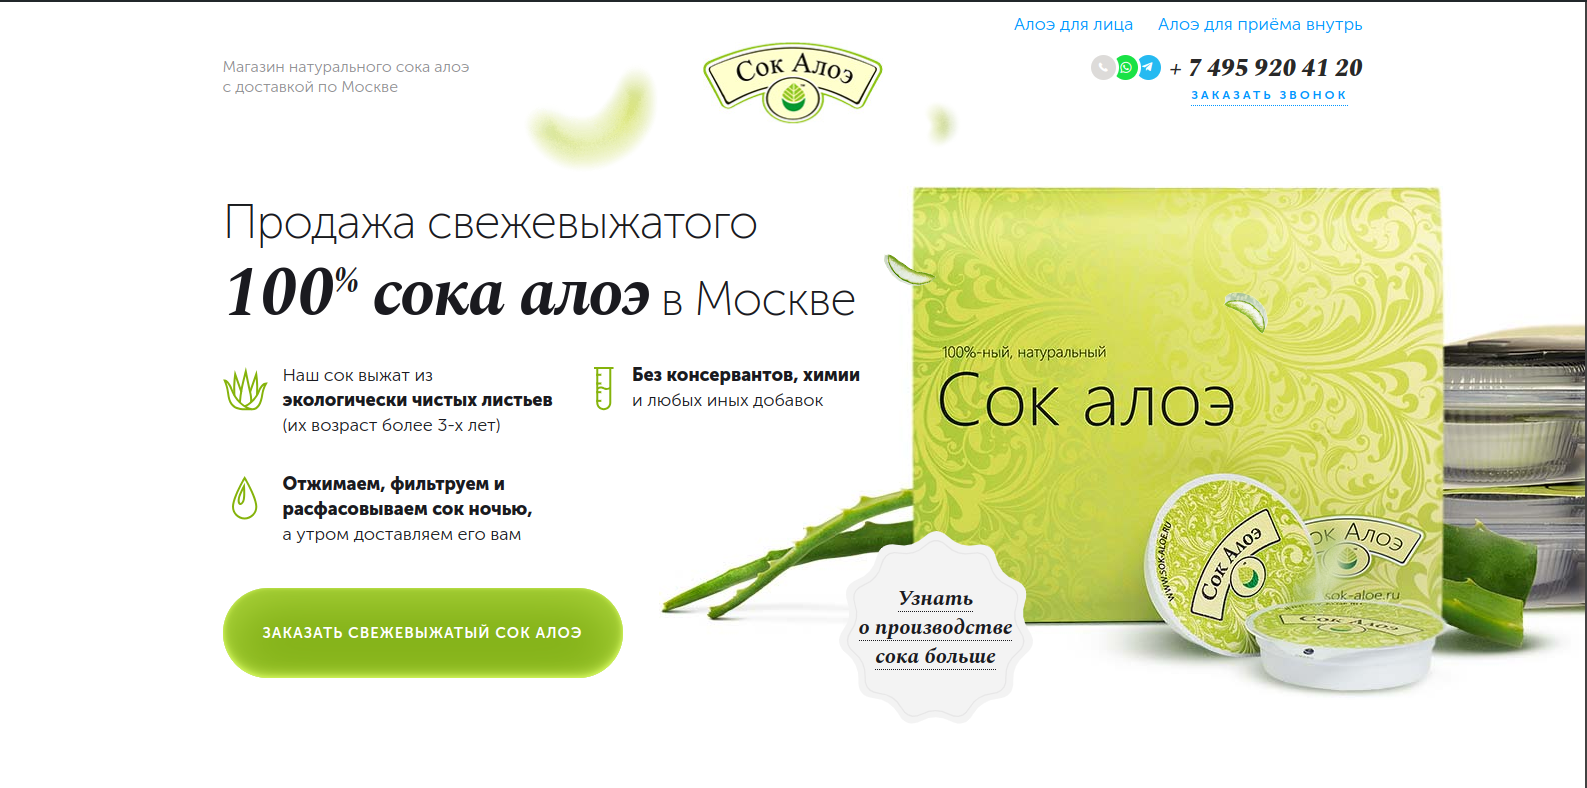 Алоэ для лица
Алоэ для приёма внутрь
Магазин натурального сока алоэ
с доставкой по Москве
Сок Алоэ
+ 7 495 920 41 20
ЗАКАЗАТЬ ЗВОНОК
Продажа свежевыжатого
100% сока алоэ в Москве
Наш сок выжат из
экологически чистых листьев
(их возраст более 3-х лет)
Без консервантов, химии
и любых иных добавок
Отжимаем, фильтруем и
расфасовываем сок ночью,
а утром доставляем его вам
ЗАКАЗАТЬ СВЕЖЕВЫЖАТЫЙ СОК АЛОЭ
Узнать
о производстве
сока больше
100%-ный, натуральный
Сок алоэ
WWW.SOK-ALOE.RU
Сок Алоэ
ок Алоэ
sok-aloe.ru
Сок Алоэ